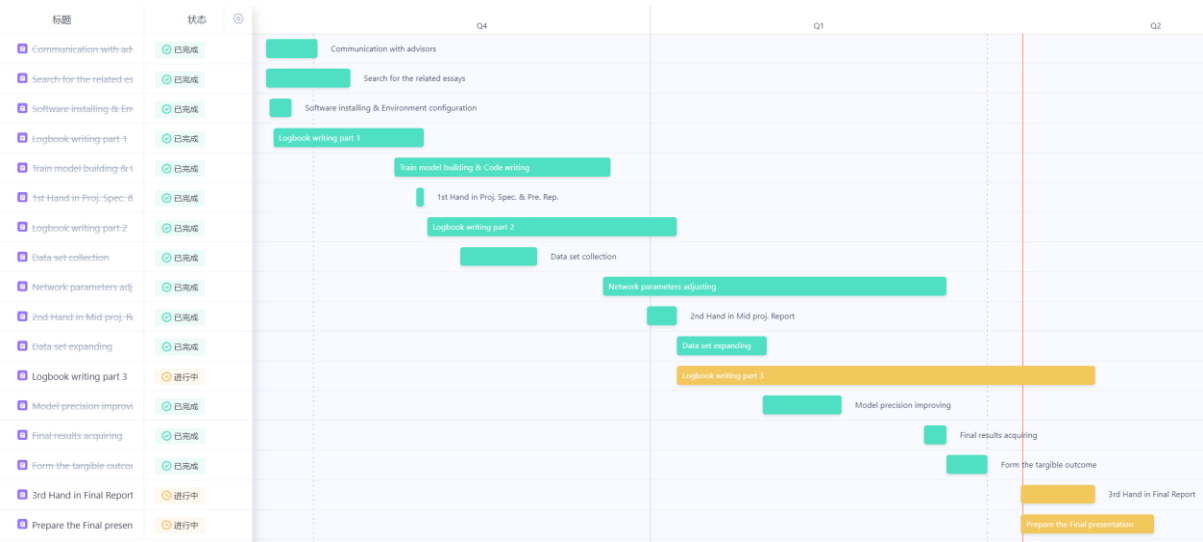 标题 状态 Q4 Q1 Q2
Communication with adv 已完成 Communication with advisors
Search for the related es 已完成 Search for the related essays
Software installing & En 已完成 Software installing & Environment configuration
Logbook writing part 1 已完成 Logbook writing part 1
Train model building & C 已完成 Train model building & Code writing
1st Hand in Proj. Spec. & 已完成 1st Hand in Proj. Spec. & Pre. Rep.
Logbook writing part 2 已完成 Logbook writing part 2
Data set collection 已完成 Data set collection
Network parameters adj 已完成 Network parameters adjusting
2nd Hand in Mid proj. R 已完成 2nd Hand in Mid proj. Report
Data set expanding 已完成 Data set expanding
Logbook writing part 3 进行中 Logbook writing part 3
Model precision improvi 已完成 Model precision improving
Final results acquiring 已完成 Final results acquiring
Form the targible outcor 已完成 Form the targible outcome
3rd Hand in Final Report 进行中 3rd Hand in Final Report
Prepare the Final presen 进行中 Prepare the Final presentation